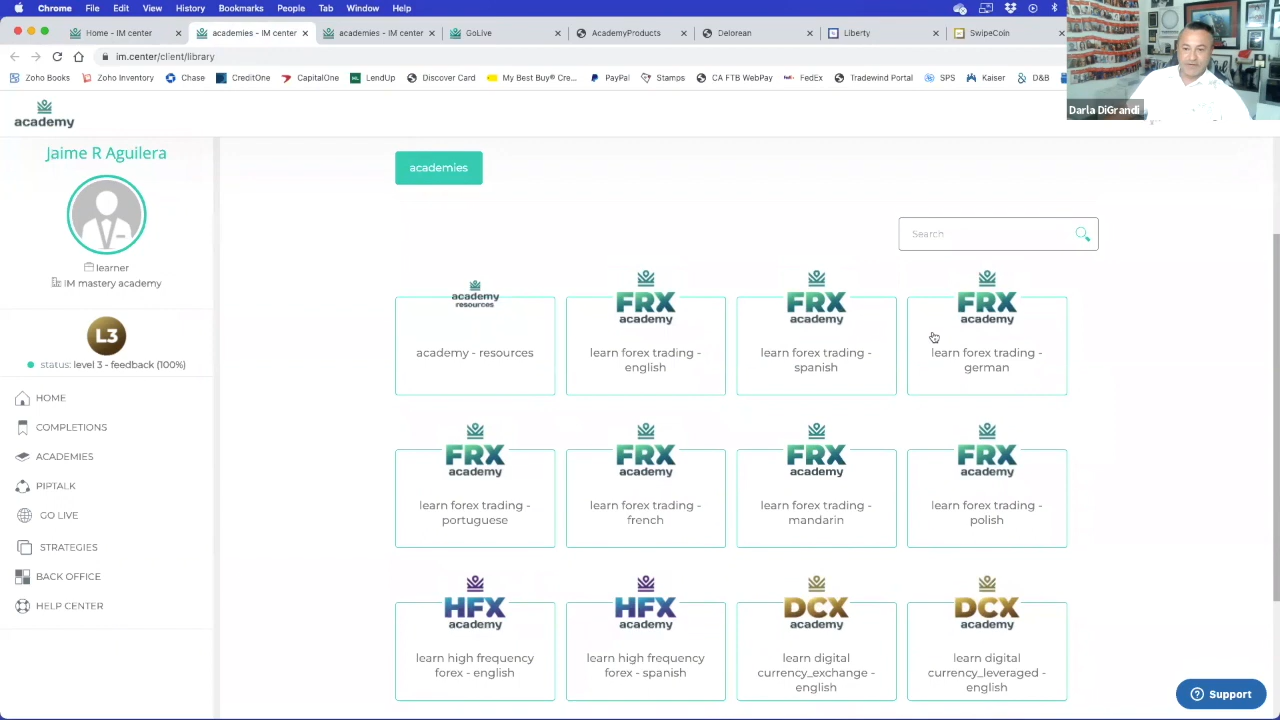 Chrome File Edit View History Bookmarks People Tab Window Help
Home - IM center
academies - IM center
academi
GoLive
AcademyProducts
Delorean
Liberty
SwipeCoin
im.center/client/library
Zoho Books
Zoho Inventory
Chase
CreditOne
CapitalOne
My Best Buy® Cre...
PayPal
Stamps
CA FTB WebPay
FedEx
Tradewind Portal
SPS
Kaiser
D&B
Darla DiGrandi
academy
Jaime R Aguilera
learner
IM mastery academy
L3
status: level 3 - feedback (100%)
HOME
COMPLETIONS
ACADEMIES
PIPTALK
GO LIVE
STRATEGIES
BACK OFFICE
HELP CENTER
academies
Search
academy
resources
academy - resources
FRX
academy
learn forex trading -
english
FRX
academy
learn forex trading -
spanish
FRX
academy
learn forex trading -
german
FRX
academy
learn forex trading -
portuguese
FRX
academy
learn forex trading -
french
FRX
academy
learn forex trading -
mandarin
FRX
academy
learn forex trading -
polish
HFX
academy
learn high frequency
forex - english
HFX
academy
learn high frequency
forex - spanish
DCX
academy
learn digital
currency_exchange -
english
DCX
academy
learn digital
currency_leveraged -
english
Support